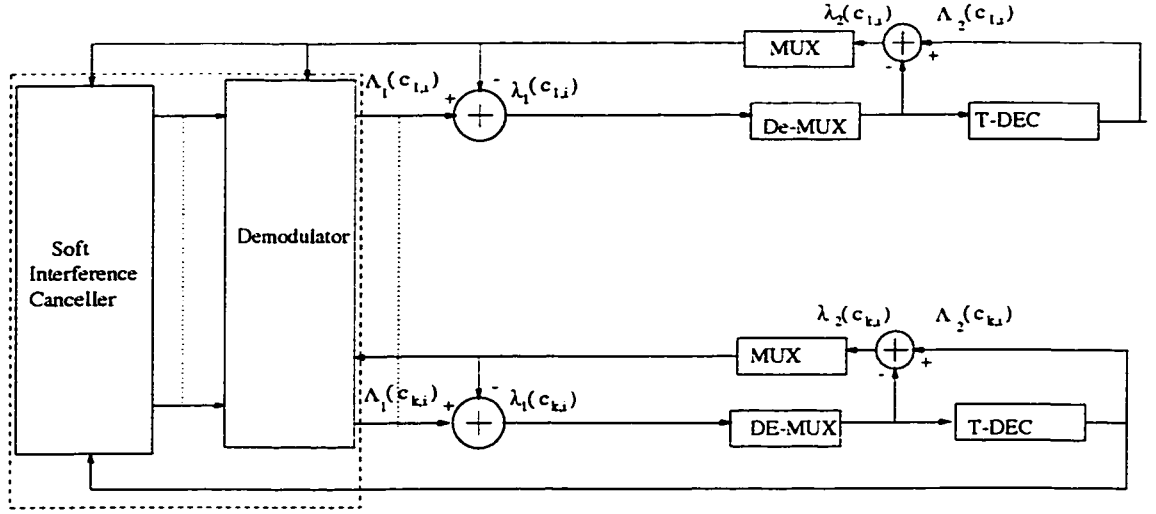 λ₂(c₁,ᵢ) Λ₂(c₁,ᵢ)
MUX
+
-
-
Λ₁(c₁,ᵢ) + λ₁(c₁,ᵢ)
De-MUX
T-DEC
Soft
Interference
Canceller
Demodulator
λ₂(cₖ,ᵢ) Λ₂(cₖ,ᵢ)
MUX
+
-
-
Λ₁(cₖ,ᵢ) + λ₁(cₖ,ᵢ)
DE-MUX
T-DEC